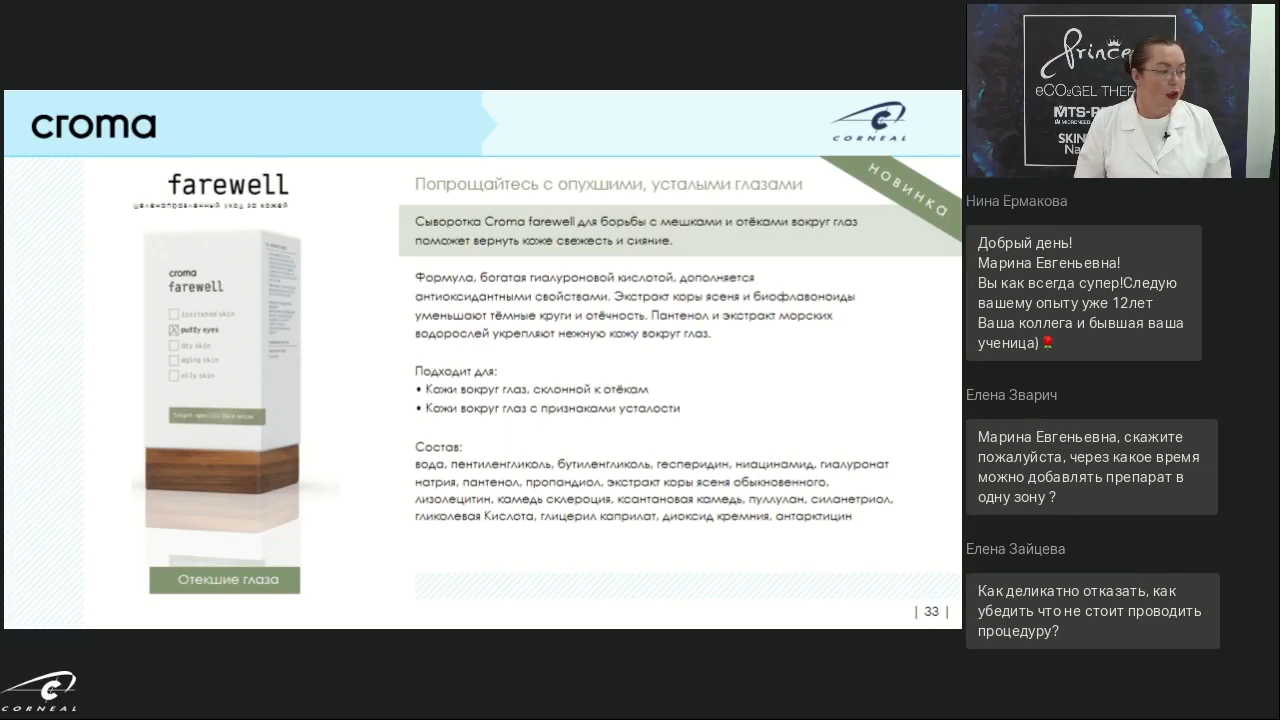 croma
CORNEAL
farewell
целенаправленный уход за кожей
НОВИНКА
Попрощайтесь с опухшими, усталыми глазами
Сыворотка Croma farewell для борьбы с мешками и отёками вокруг глаз
поможет вернуть коже свежесть и сияние.
Формула, богатая гиалуроновой кислотой, дополняется
антиоксидантными свойствами. Экстракт коры ясеня и биофлавоноиды
уменьшают тёмные круги и отёчность. Пантенол и экстракт морских
водорослей укрепляют нежную кожу вокруг глаз.
Подходит для:
• Кожи вокруг глаз, склонной к отёкам
• Кожи вокруг глаз с признаками усталости
Состав:
вода, пентиленгликоль, бутиленгликоль, гесперидин, ниацинамид, гиалуронат
натрия, пантенол, пропандиол, экстракт коры ясеня обыкновенного,
лизолецитин, камедь склероция, ксантановая камедь, пуллулан, силанетриол,
гликолевая Кислота, глицерил каприлат, диоксид кремния, антарктицин
croma
farewell
irritated skin
puffy eyes
dry skin
aging skin
oily skin
target specific face serum
Отекшие глаза
| 33 |
CORNEAL
Prince
eCO2GEL THER
MTS-P
SKIN
Na
Нина Ермакова
Добрый день!
Марина Евгеньевна!
Вы как всегда супер!Следую
вашему опыту уже 12лет
Ваша коллега и бывшая ваша
ученица)🌹
Елена Зварич
Марина Евгеньевна, скажите
пожалуйста, через какое время
можно добавлять препарат в
одну зону ?
Елена Зайцева
Как деликатно отказать, как
убедить что не стоит проводить
процедуру?